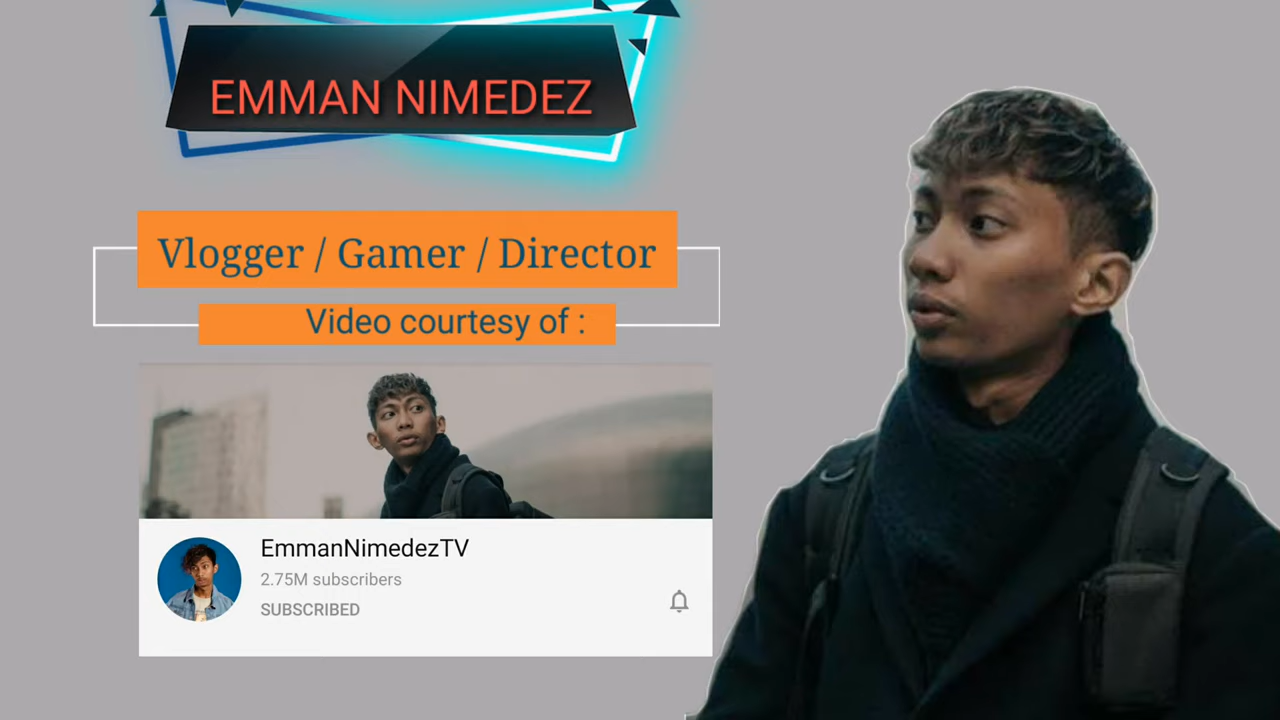 EMMAN NIMEDEZ
Vlogger / Gamer / Director
Video courtesy of :
EmmanNimedezTV
2.75M subscribers
SUBSCRIBED